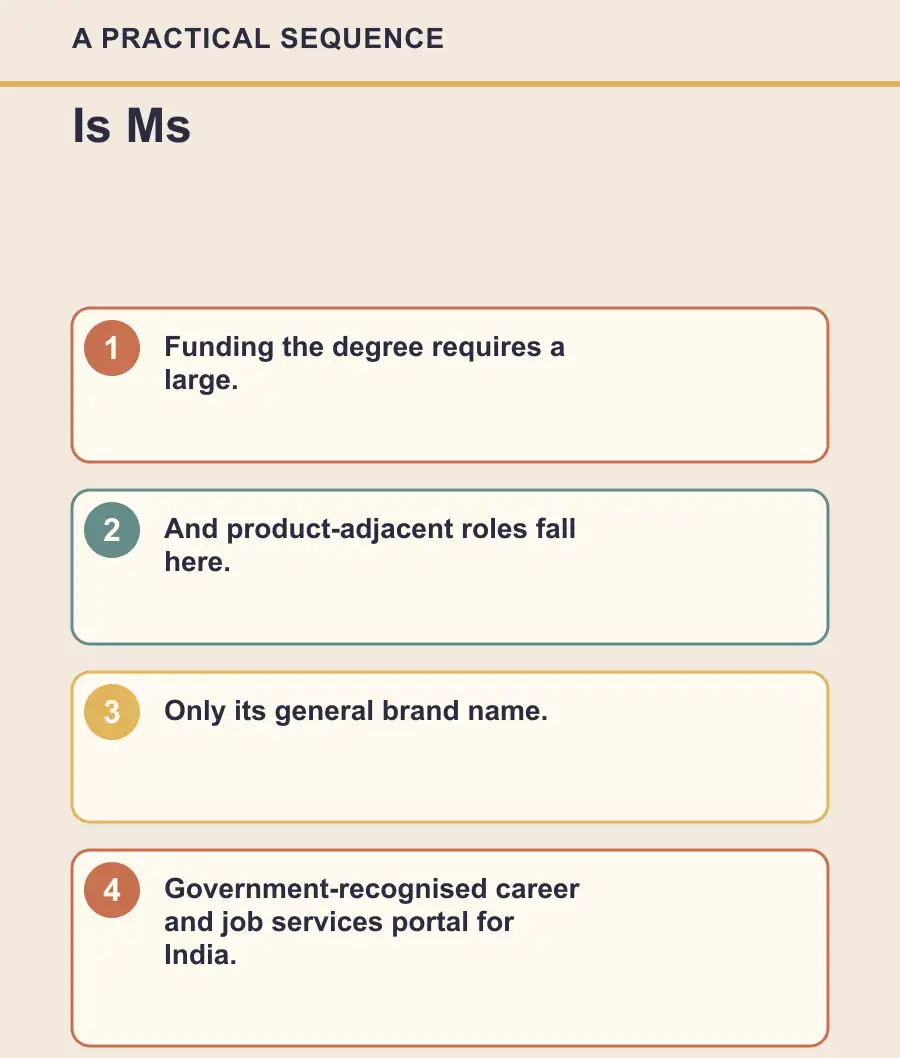 A PRACTICAL SEQUENCE
Is Ms
1
Funding the degree requires a
large.
2
And product-adjacent roles fall
here.
3
Only its general brand name.
4
Government-recognised career
and job services portal for
India.